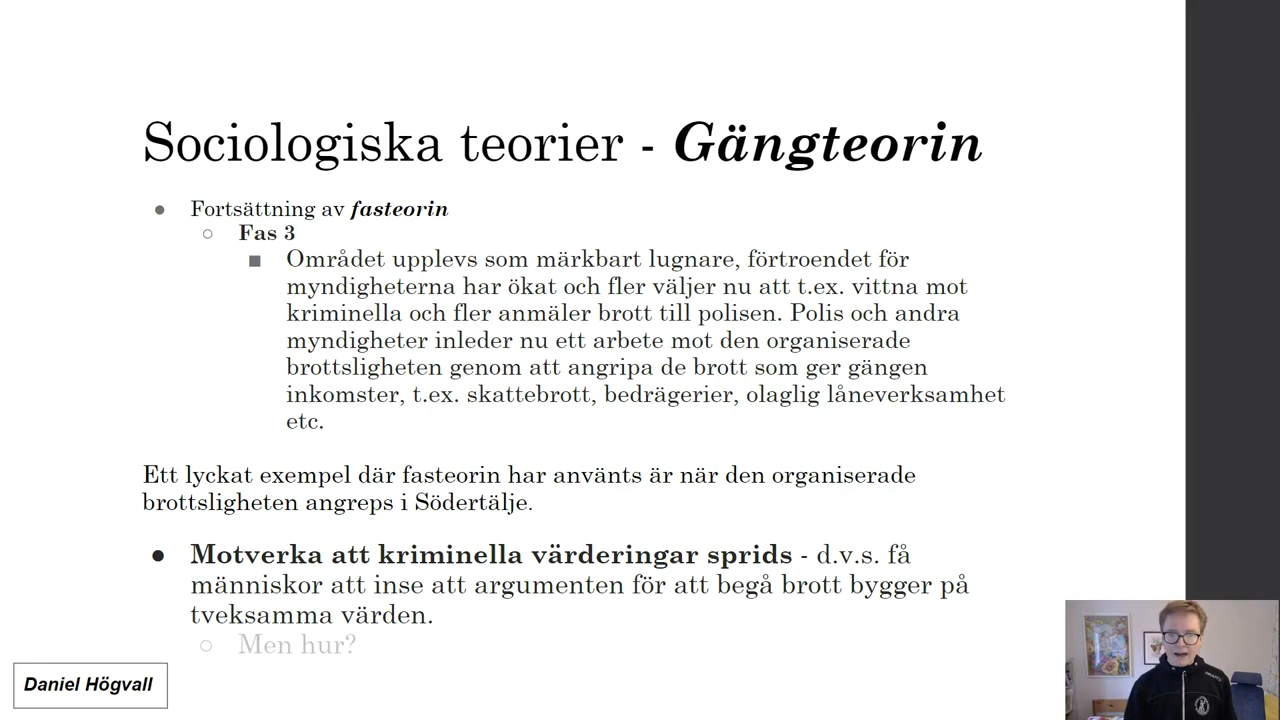 Sociologiska teorier - Gängteorin
● Fortsättning av fasteorin
○ Fas 3
■ Området upplevs som märkbart lugnare, förtroendet för
myndigheterna har ökat och fler väljer nu att t.ex. vittna mot
kriminella och fler anmäler brott till polisen. Polis och andra
myndigheter inleder nu ett arbete mot den organiserade
brottsligheten genom att angripa de brott som ger gängen
inkomster, t.ex. skattebrott, bedrägerier, olaglig låneverksamhet
etc.
Ett lyckat exempel där fasteorin har använts är när den organiserade
brottsligheten angreps i Södertälje.
● Motverka att kriminella värderingar sprids - d.v.s. få
människor att inse att argumenten för att begå brott bygger på
tveksamma värden.
○ Men hur?
Daniel Högvall